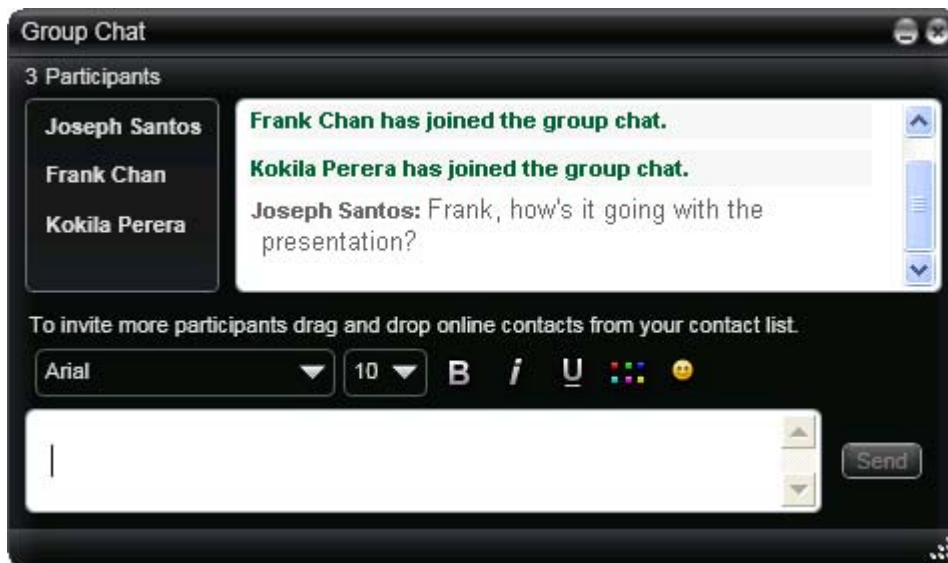 Group Chat
3 Participants
Joseph Santos
Frank Chan
Kokila Perera
Frank Chan has joined the group chat.
Kokila Perera has joined the group chat.
Joseph Santos: Frank, how's it going with the
presentation?
To invite more participants drag and drop online contacts from your contact list.
Arial 10 B i U
Send